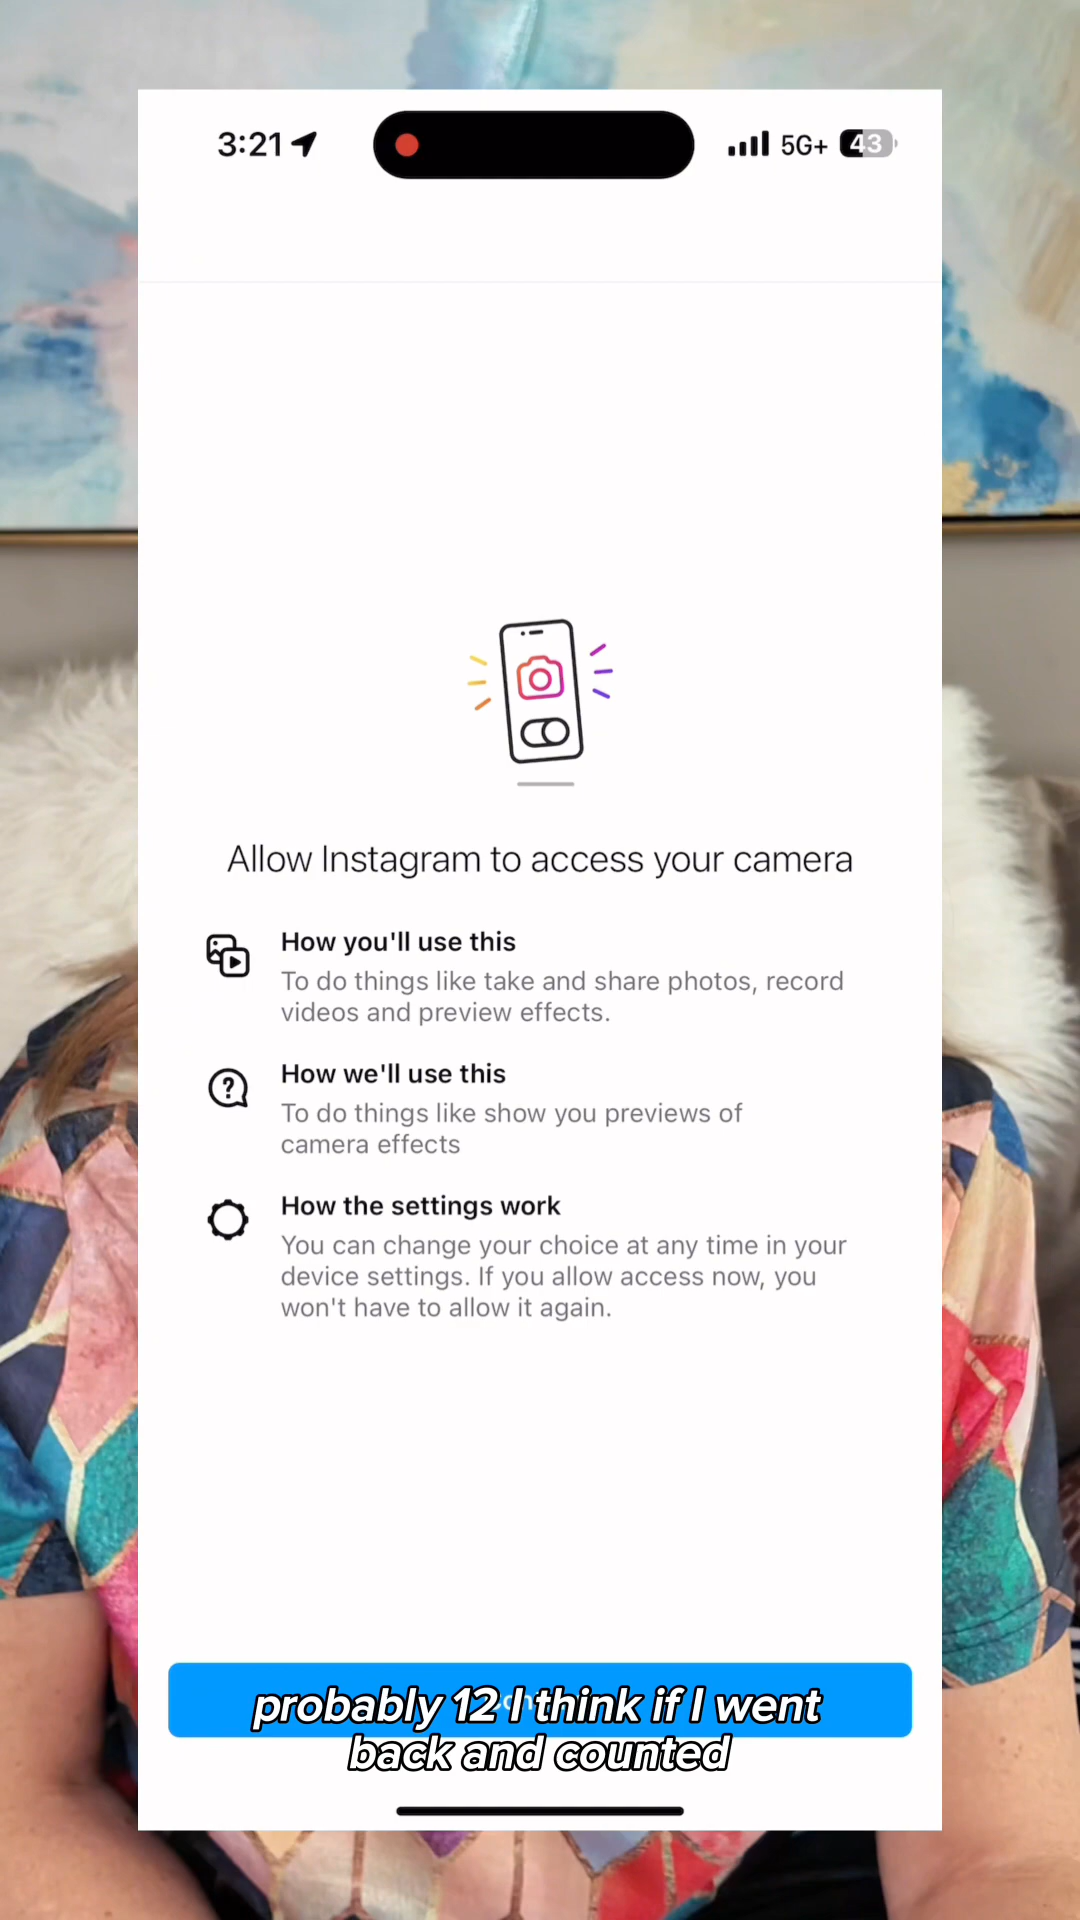 3:21
5G+
43
Allow Instagram to access your camera
How you'll use this
To do things like take and share photos, record
videos and preview effects.
How we'll use this
To do things like show you previews of
camera effects
How the settings work
You can change your choice at any time in your
device settings. If you allow access now, you
won't have to allow it again.
probably 12 I think if I went
back and counted